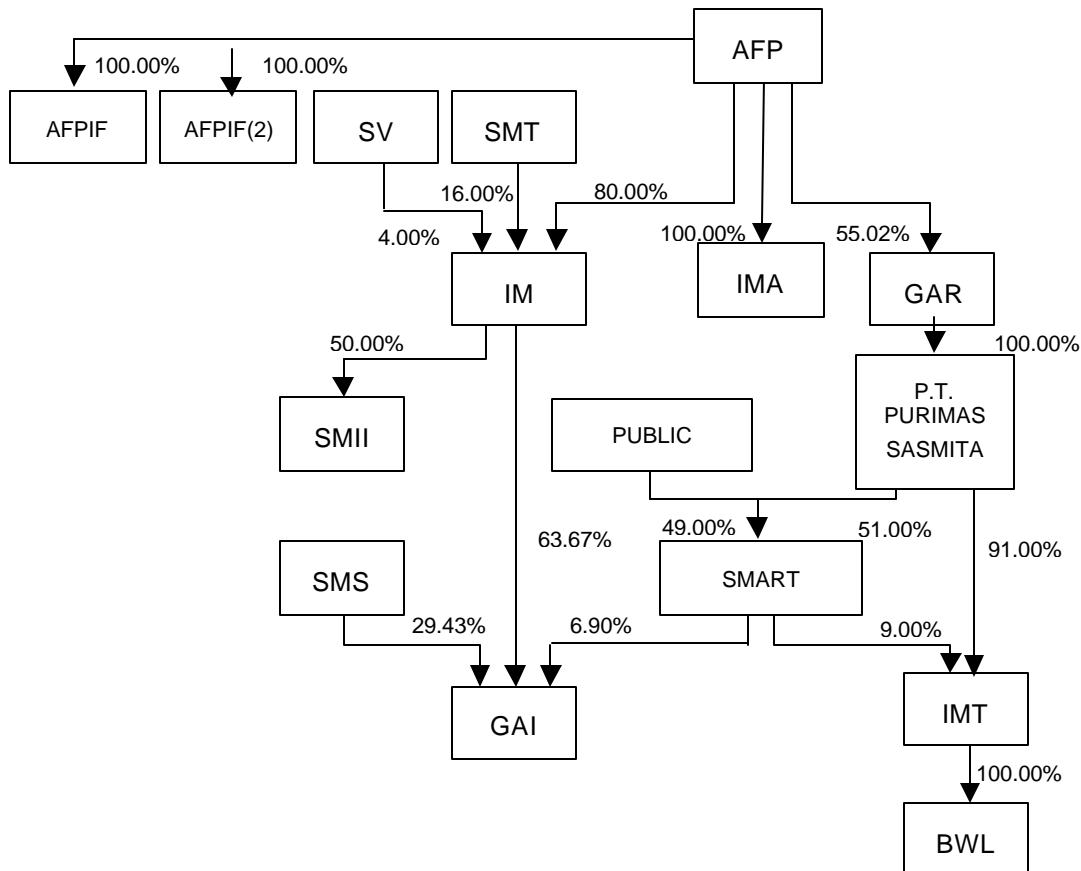 AFP
100.00%
100.00%
AFPIF
AFPIF(2)
SV
SMT
16.00%
80.00%
4.00%
100.00%
55.02%
IM
IMA
GAR
50.00%
100.00%
SMII
PUBLIC
P.T.
PURIMAS
SASMITA
63.67%
49.00%
51.00%
91.00%
SMS
SMART
29.43%
6.90%
9.00%
GAI
IMT
100.00%
BWL